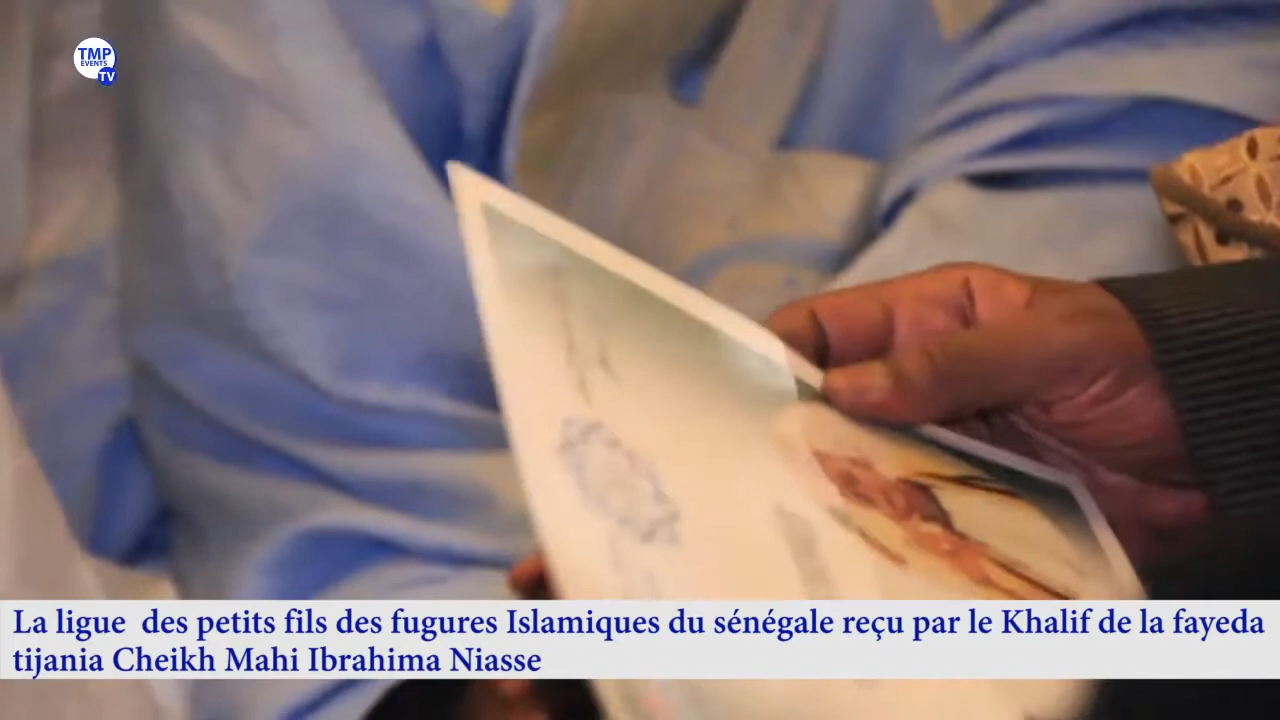 TMP
EVENTS
TV
La ligue des petits fils des fugures Islamiques du sénégale reçu par le Khalif de la fayeda
tijania Cheikh Mahi Ibrahima Niasse